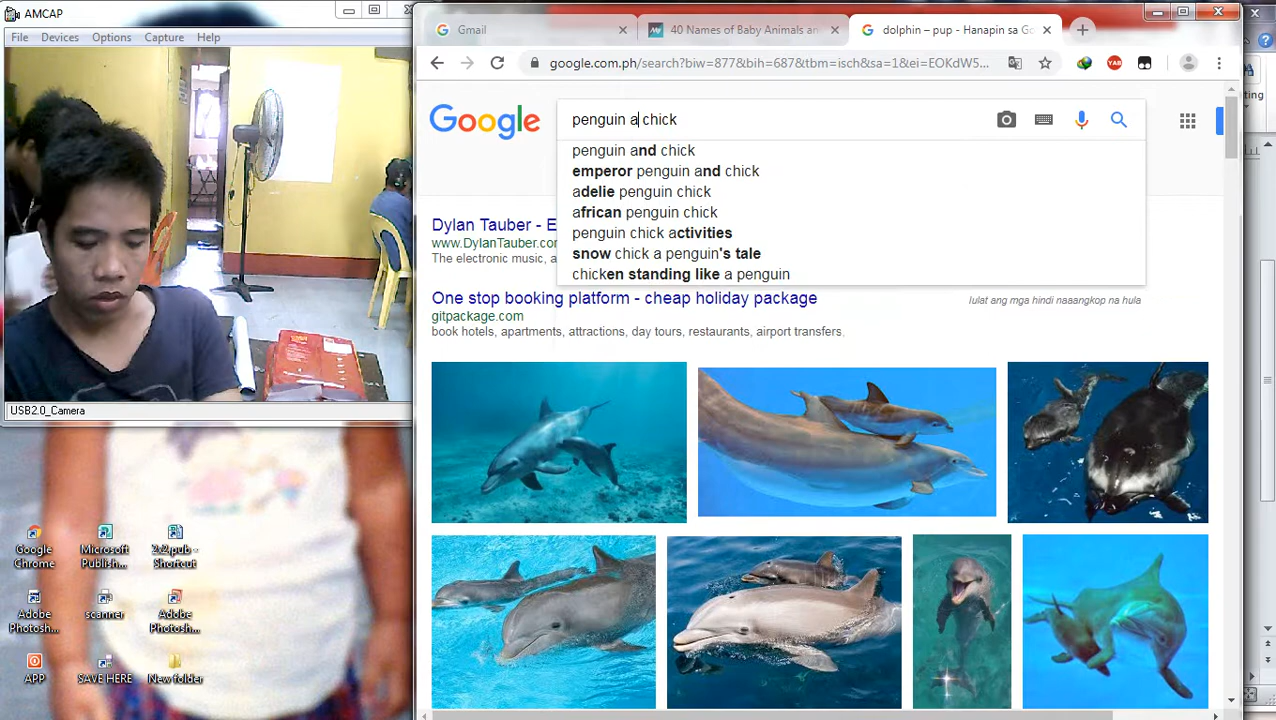 AMCAP
File Devices Options Capture Help
USB2.0_Camera
Google Chrome
Microsoft Publish...
2x2.pub - Shortcut
Adobe Photosh...
scanner
Adobe Photosh...
APP
SAVE HERE
New folder
Gmail
40 Names of Baby Animals a
dolphin – pup - Hanapin sa Go
google.com.ph/search?biw=877&bih=687&tbm=isch&sa=1&ei=EOKdW5...
Google
penguin a chick
penguin and chick
emperor penguin and chick
adelie penguin chick
african penguin chick
penguin chick activities
snow chick a penguin's tale
chicken standing like a penguin
Dylan Tauber - E
www.DylanTauber.com
The electronic music, a
One stop booking platform - cheap holiday package
Iulat ang mga hindi naaangkop na hula
gitpackage.com
book hotels, apartments, attractions, day tours, restaurants, airport transfers.
ting